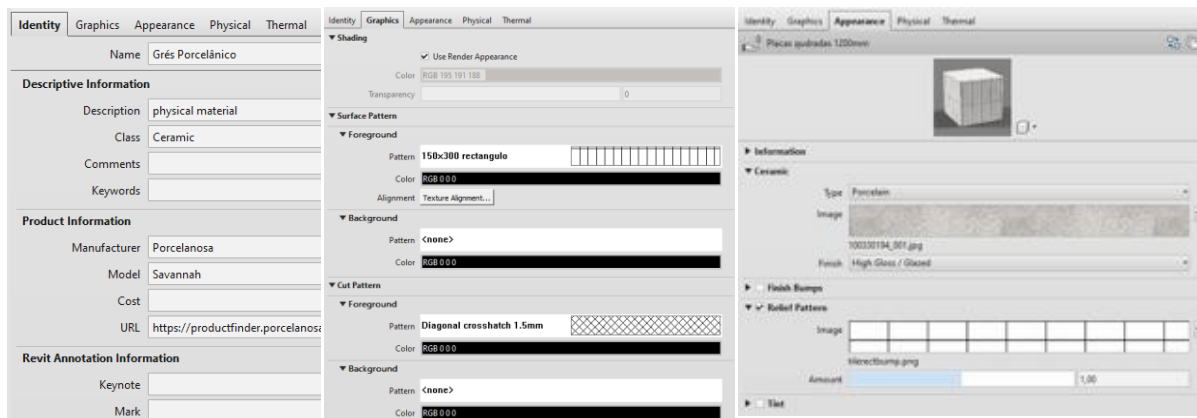 Identity Graphics Appearance Physical Thermal
Name Grés Porcelânico
Descriptive Information
Description physical material
Class Ceramic
Comments
Keywords
Product Information
Manufacturer Porcelanosa
Model Savannah
Cost
URL https://productfinder.porcelanosa
Revit Annotation Information
Keynote
Mark
Identity Graphics Appearance Physical Thermal
▼ Shading
Use Render Appearance
Color RGB 195 191 188
Transparency 0
▼ Surface Pattern
▼ Foreground
Pattern 150x300 rectangulo
Color RGB 0 0 0
Alignment Texture Alignment...
▼ Background
Pattern <none>
Color RGB 0 0 0
▼ Cut Pattern
▼ Foreground
Pattern Diagonal crosshatch 1.5mm
Color RGB 0 0 0
▼ Background
Pattern <none>
Color RGB 0 0 0
Identity Graphics Appearance Physical Thermal
0 Placas quadradas 1200mm
Information
▼ Ceramic
Type Porcelain
Image
100330194_001.jpg
Finish High Gloss / Glazed
Finish Bumps
▼ Relief Pattern
Image
tilerectbump.png
Amount 1,00
Tint